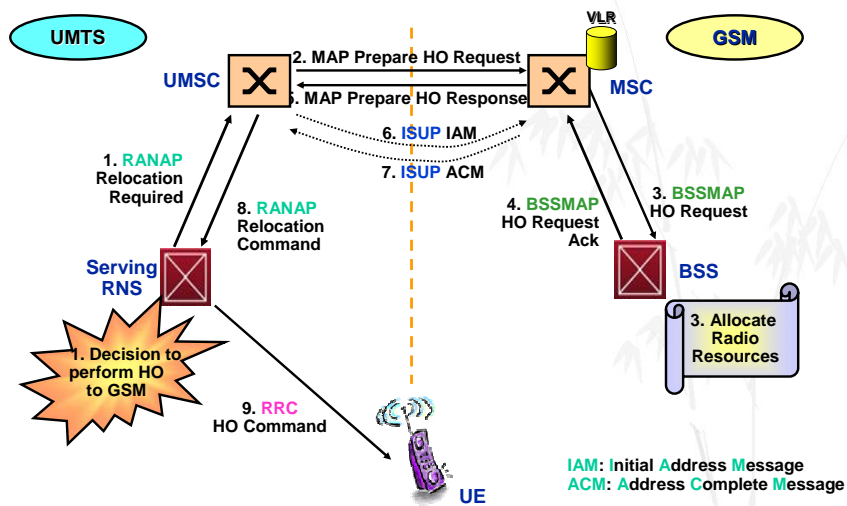 UMTS
VLR
GSM
2. MAP Prepare HO Request
UMSC
MSC
5. MAP Prepare HO Response
6. ISUP IAM
7. ISUP ACM
1. RANAP
Relocation
Required
8. RANAP
Relocation
Command
4. BSSMAP
HO Request
Ack
3. BSSMAP
HO Request
Serving
RNS
BSS
1. Decision to
perform HO
to GSM
3. Allocate
Radio
Resources
9. RRC
HO Command
UE
IAM: Initial Address Message
ACM: Address Complete Message